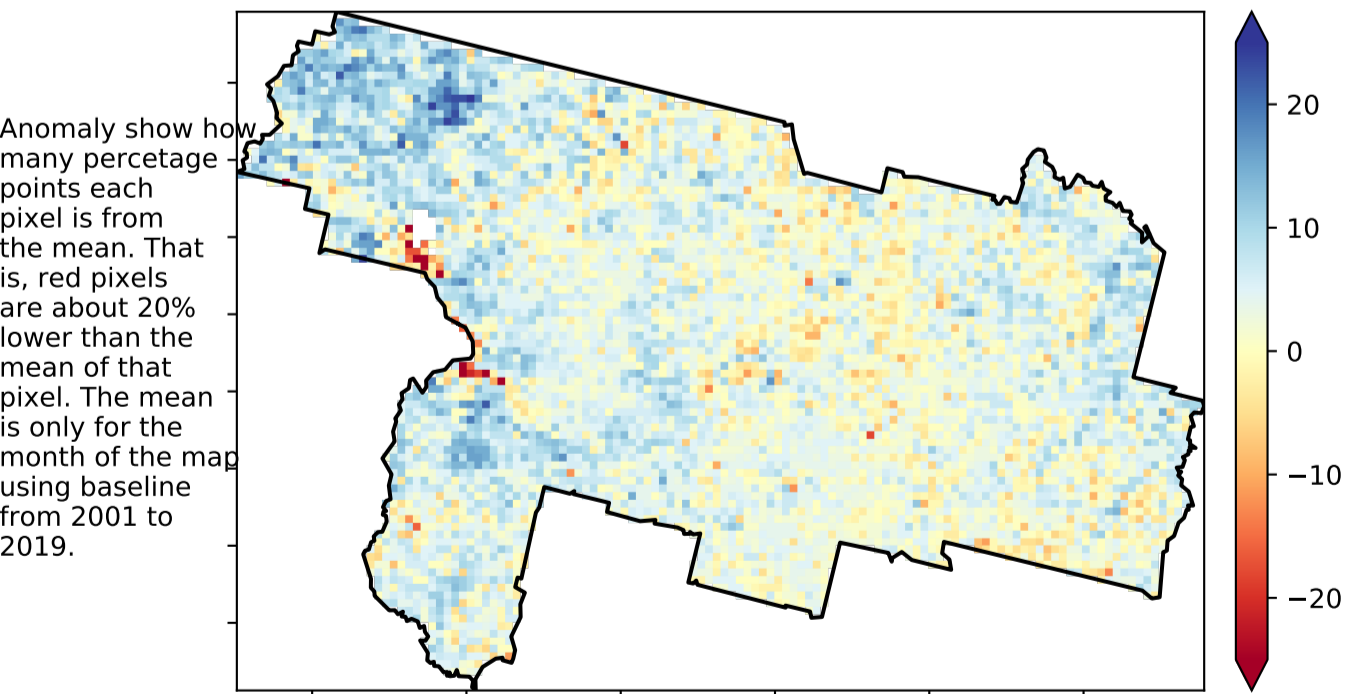 Anomaly show how
many percetage
points each
pixel is from
the mean. That
is, red pixels
are about 20%
lower than the
mean of that
pixel. The mean
is only for the
month of the map
using baseline
from 2001 to
2019.
20
10
0
−10
−20